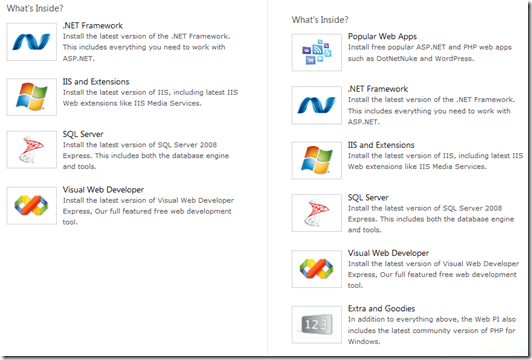 What's Inside?
.NET Framework
Install the latest version of the .NET Framework.
This includes everything you need to work with
ASP.NET.
IIS and Extensions
Install the latest version of IIS, including latest IIS
Web extensions like IIS Media Services.
SQL Server
Install the latest version of SQL Server 2008
Express. This includes both the database engine
and tools.
Visual Web Developer
Install the latest version of Visual Web Developer
Express, Our full featured free web development
tool.
What's Inside?
Popular Web Apps
Install free popular ASP.NET and PHP web apps
such as DotNetNuke and WordPress.
.NET Framework
Install the latest version of the .NET Framework.
This includes everything you need to work with
ASP.NET.
IIS and Extensions
Install the latest version of IIS, including latest IIS
Web extensions like IIS Media Services.
SQL Server
Install the latest version of SQL Server 2008
Express. This includes both the database engine
and tools.
Visual Web Developer
Install the latest version of Visual Web Developer
Express, Our full featured free web development
tool.
123
Extra and Goodies
In addition to everything above, the Web PI also
includes the latest community version of PHP for
Windows.